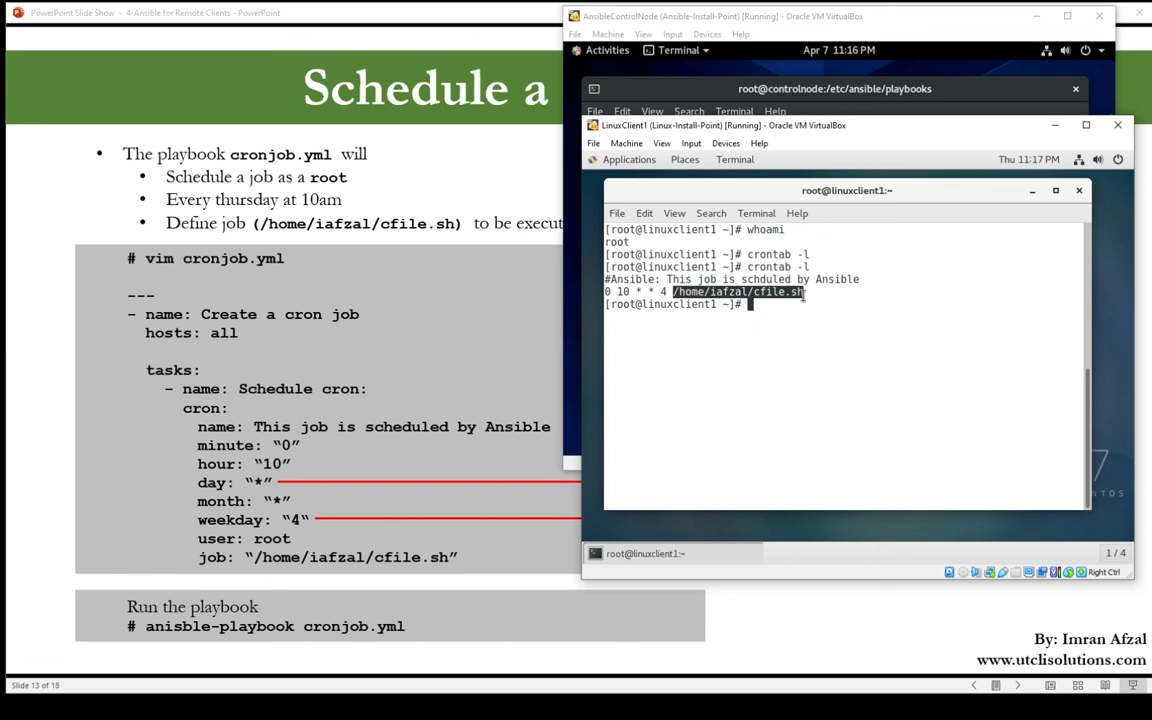 PowerPoint Slide Show - 4-Ansible for Remote Clients - PowerPoint
Schedule a
• The playbook cronjob.yml will
• Schedule a job as a root
• Every thursday at 10am
• Define job (/home/iafzal/cfile.sh) to be execut
# vim cronjob.yml
---
- name: Create a cron job
hosts: all
tasks:
- name: Schedule cron:
cron:
name: This job is scheduled by Ansible
minute: “0”
hour: “10”
day: “*”
month: “*”
weekday: “4“
user: root
job: “/home/iafzal/cfile.sh”
Run the playbook
# anisble-playbook cronjob.yml
By: Imran Afzal
www.utclisolutions.com
Slide 13 of 18
AnsibleControlNode (Ansible-Install-Point) [Running] - Oracle VM VirtualBox
File Machine View Input Devices Help
Activities Terminal Apr 7 11:16 PM
root@controlnode:/etc/ansible/playbooks
File Edit View Search Terminal Help
LinuxClient1 (Linux-Install-Point) [Running] - Oracle VM VirtualBox
File Machine View Input Devices Help
Applications Places Terminal Thu 11:17 PM
root@linuxclient1:~
File Edit View Search Terminal Help
[root@linuxclient1 ~]# whoami
root
[root@linuxclient1 ~]# crontab -l
[root@linuxclient1 ~]# crontab -l
#Ansible: This job is schduled by Ansible
0 10 * * 4 /home/iafzal/cfile.sh
[root@linuxclient1 ~]#
7
ENTOS
root@linuxclient1:~ 1 / 4
Right Ctrl